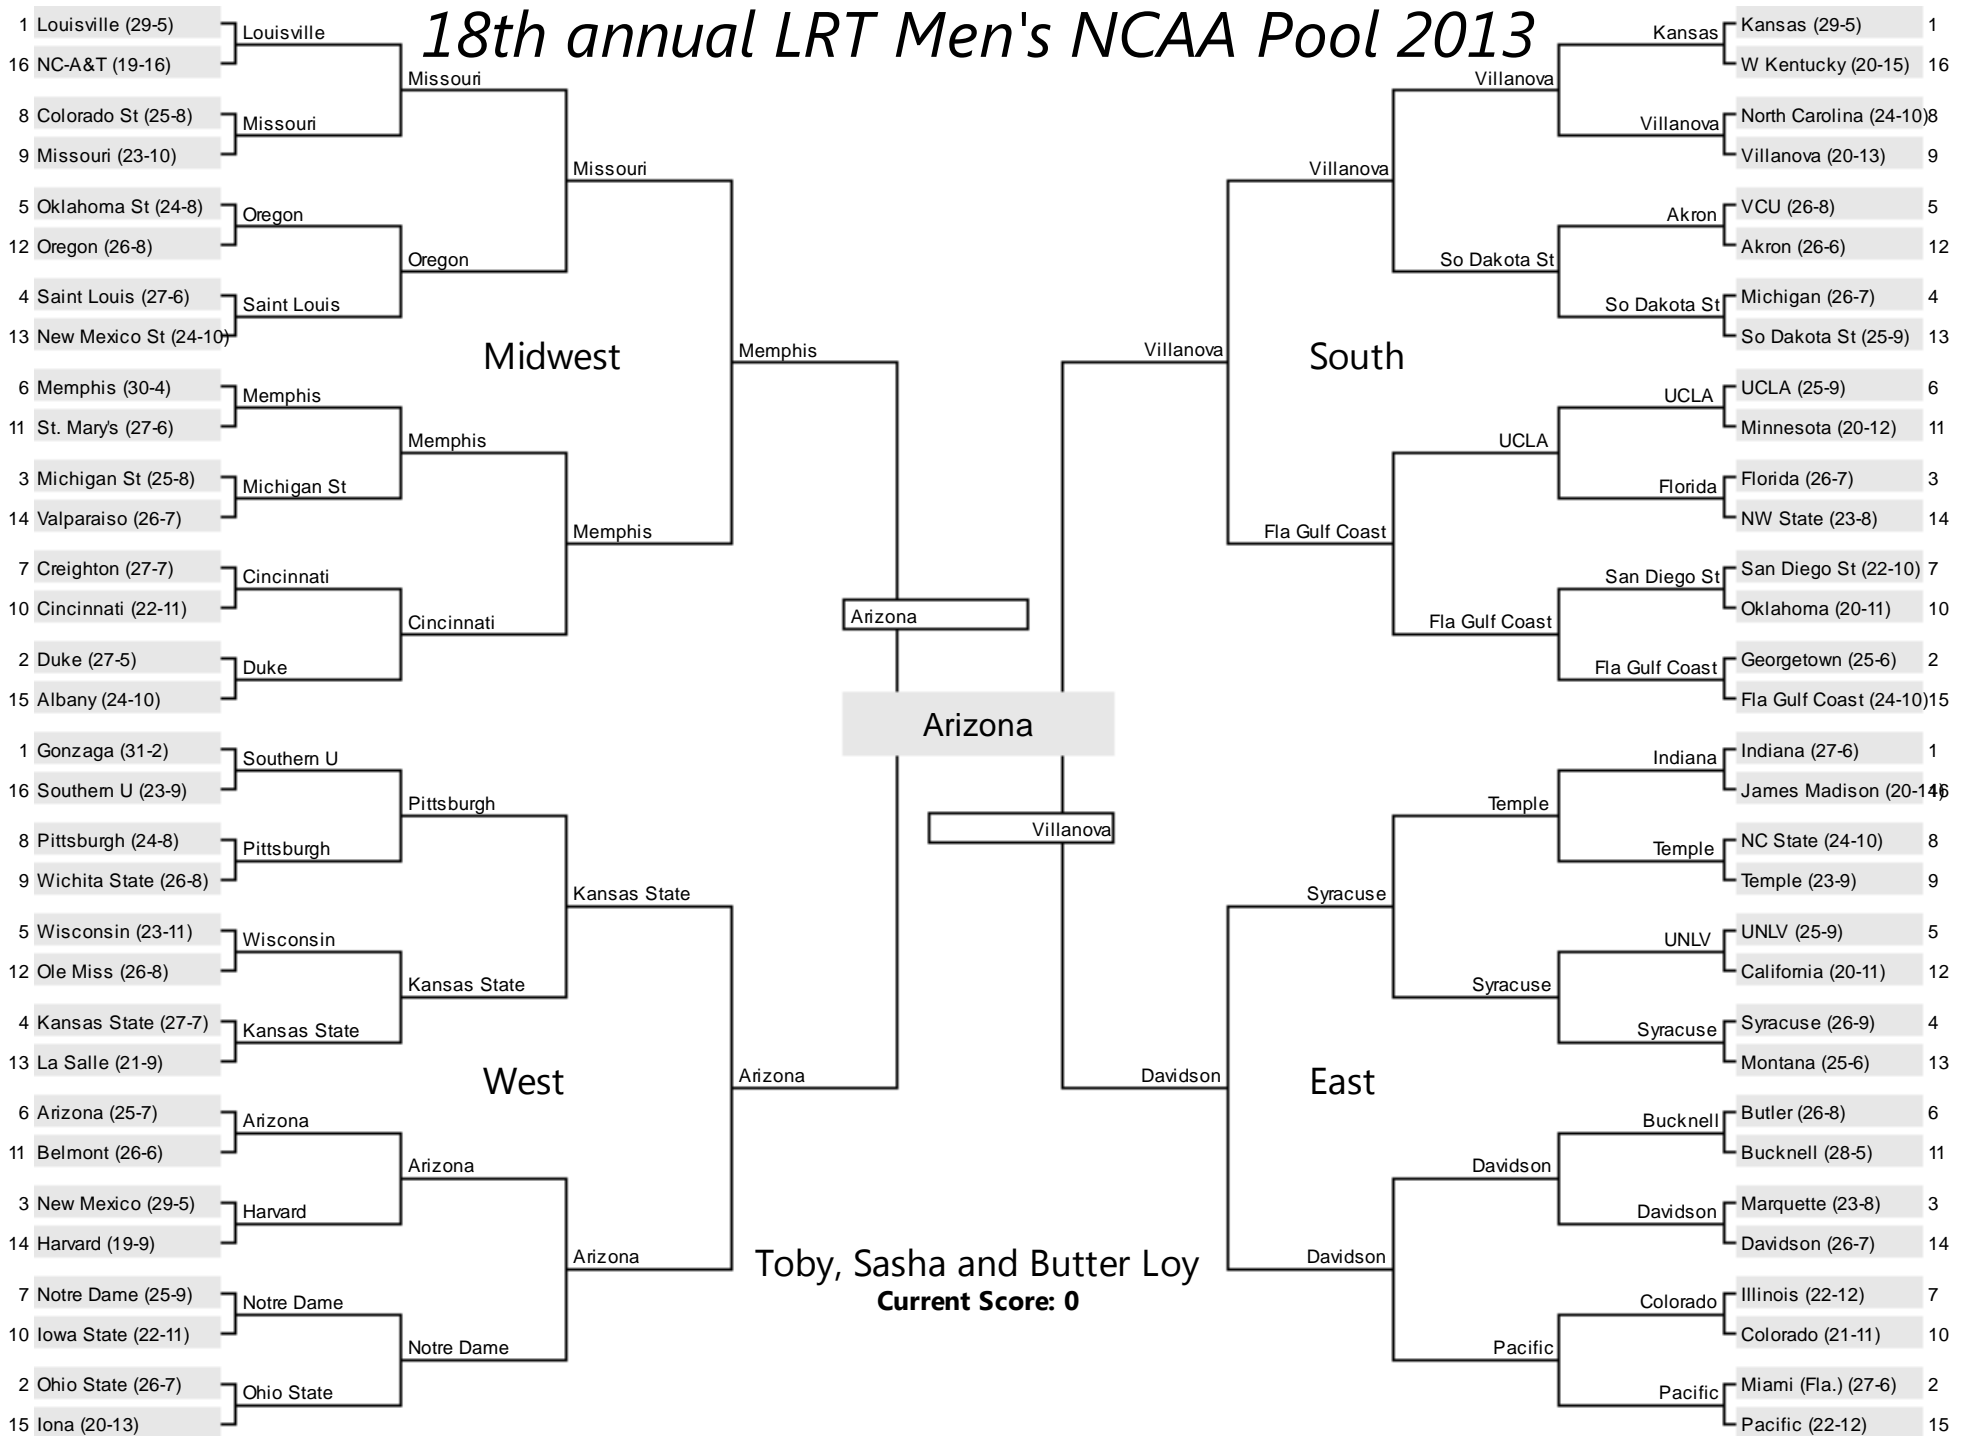 18th annual LRT Men's NCAA Pool 2013
1 Louisville (29-5)
16 NC-A&T (19-16)
8 Colorado St (25-8)
9 Missouri (23-10)
5 Oklahoma St (24-8)
12 Oregon (26-8)
4 Saint Louis (27-6)
13 New Mexico St (24-10)
6 Memphis (30-4)
11 St. Mary's (27-6)
3 Michigan St (25-8)
14 Valparaiso (26-7)
7 Creighton (27-7)
10 Cincinnati (22-11)
2 Duke (27-5)
15 Albany (24-10)
1 Gonzaga (31-2)
16 Southern U (23-9)
8 Pittsburgh (24-8)
9 Wichita State (26-8)
5 Wisconsin (23-11)
12 Ole Miss (26-8)
4 Kansas State (27-7)
13 La Salle (21-9)
6 Arizona (25-7)
11 Belmont (26-6)
3 New Mexico (29-5)
14 Harvard (19-9)
7 Notre Dame (25-9)
10 Iowa State (22-11)
2 Ohio State (26-7)
15 Iona (20-13)
Louisville
Missouri
Oregon
Saint Louis
Memphis
Michigan St
Cincinnati
Duke
Southern U
Pittsburgh
Wisconsin
Kansas State
Arizona
Harvard
Notre Dame
Ohio State
Missouri
Oregon
Memphis
Cincinnati
Pittsburgh
Kansas State
Arizona
Notre Dame
Missouri
Memphis
Kansas State
Arizona
Midwest
West
Memphis
Arizona
Arizona
Arizona
Villanova
Toby, Sasha and Butter Loy
Current Score: 0
Villanova
Davidson
South
East
Villanova
Fla Gulf Coast
Syracuse
Davidson
Villanova
So Dakota St
UCLA
Fla Gulf Coast
Temple
Syracuse
Davidson
Pacific
Kansas
Villanova
Akron
So Dakota St
UCLA
Florida
San Diego St
Fla Gulf Coast
Indiana
Temple
UNLV
Syracuse
Bucknell
Davidson
Colorado
Pacific
Kansas (29-5) 1
W Kentucky (20-15) 16
North Carolina (24-10) 8
Villanova (20-13) 9
VCU (26-8) 5
Akron (26-6) 12
Michigan (26-7) 4
So Dakota St (25-9) 13
UCLA (25-9) 6
Minnesota (20-12) 11
Florida (26-7) 3
NW State (23-8) 14
San Diego St (22-10) 7
Oklahoma (20-11) 10
Georgetown (25-6) 2
Fla Gulf Coast (24-10) 15
Indiana (27-6) 1
James Madison (20-14) 16
NC State (24-10) 8
Temple (23-9) 9
UNLV (25-9) 5
California (20-11) 12
Syracuse (26-9) 4
Montana (25-6) 13
Butler (26-8) 6
Bucknell (28-5) 11
Marquette (23-8) 3
Davidson (26-7) 14
Illinois (22-12) 7
Colorado (21-11) 10
Miami (Fla.) (27-6) 2
Pacific (22-12) 15